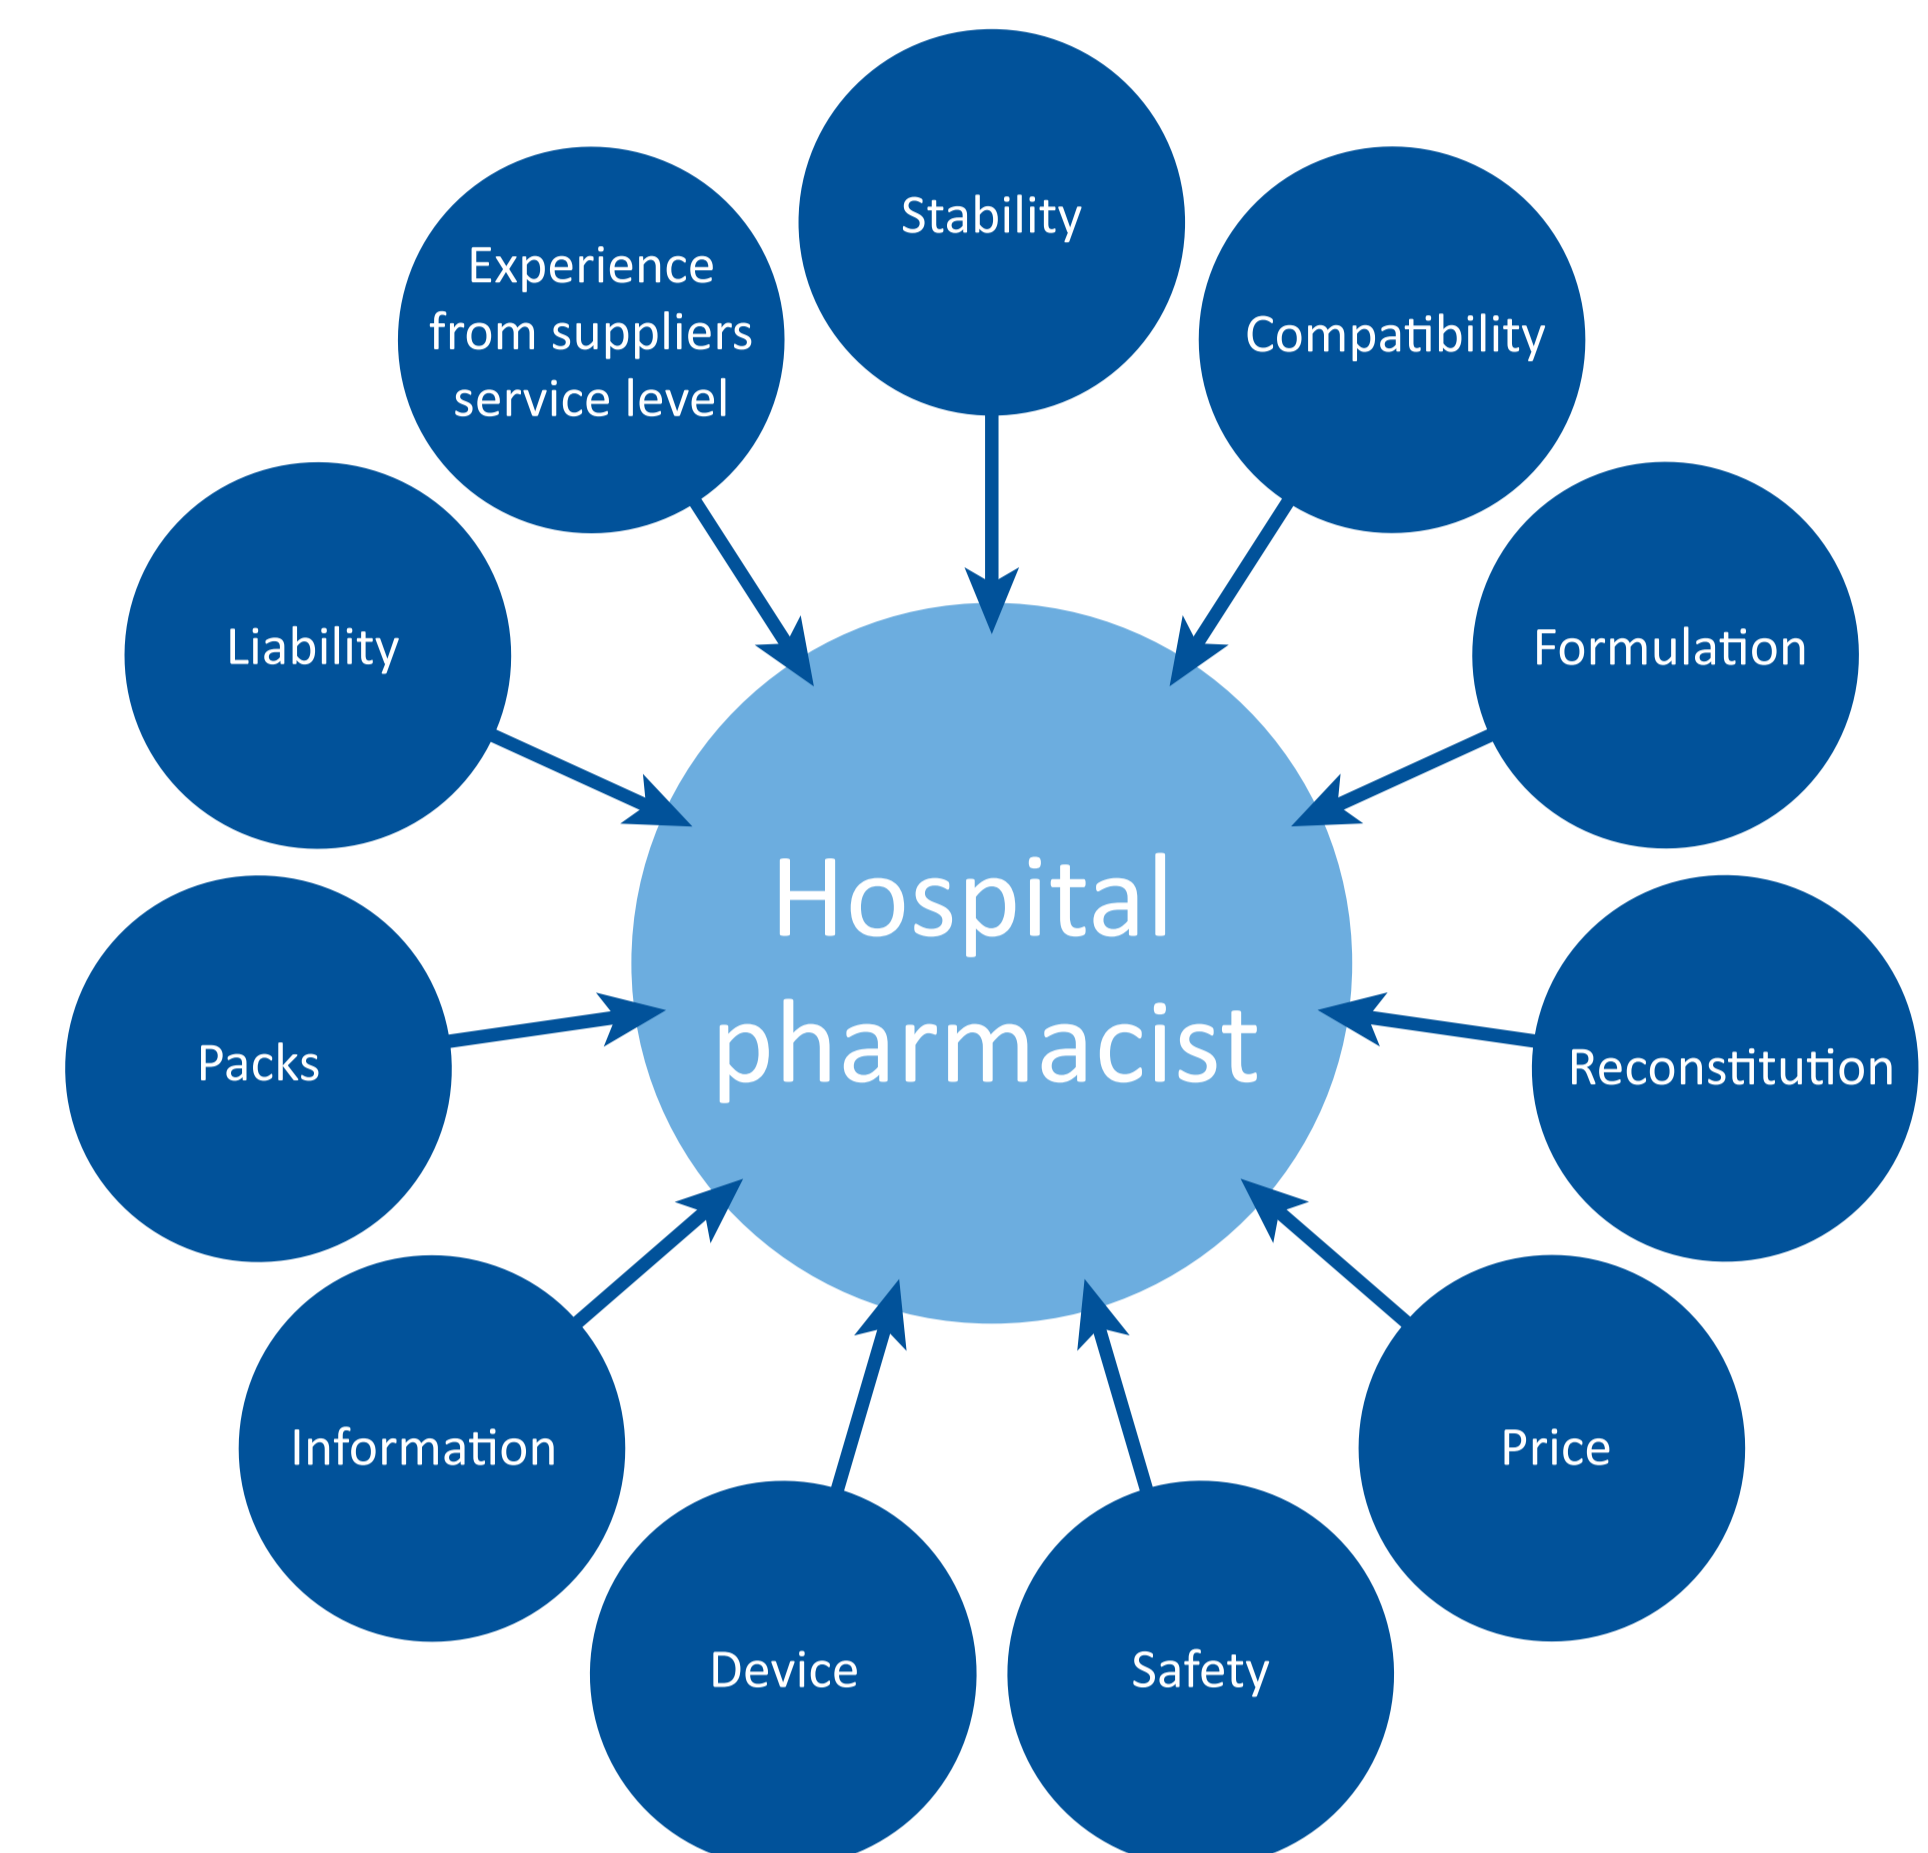 Stability
Compatibility
Formulation
Reconstitution
Price
Safety
Device
Information
Packs
Liability
Experience
from suppliers
service level
Hospital
pharmacist